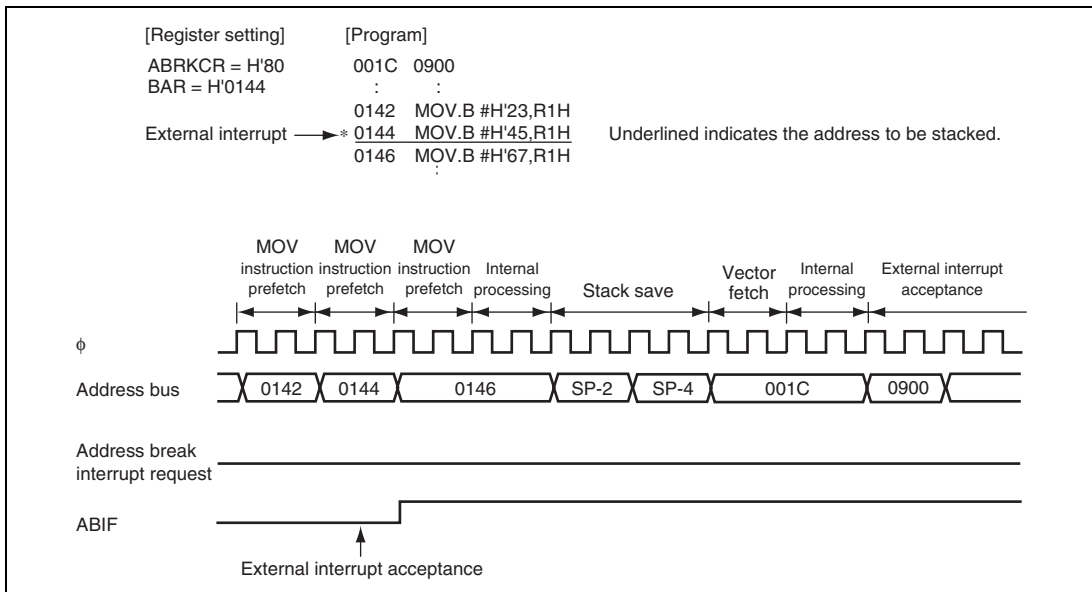 [Register setting] [Program]
ABRKCR = H'80 001C 0900
BAR = H'0144 : :
0142 MOV.B #H'23,R1H
External interrupt * 0144 MOV.B #H'45,R1H Underlined indicates the address to be stacked.
0146 MOV.B #H'67,R1H
:
MOV MOV MOV
instruction instruction instruction Internal Vector Internal External interrupt
prefetch prefetch prefetch processing Stack save fetch processing acceptance
φ
Address bus 0142 0144 0146 SP-2 SP-4 001C 0900
Address break
interrupt request
ABIF
External interrupt acceptance